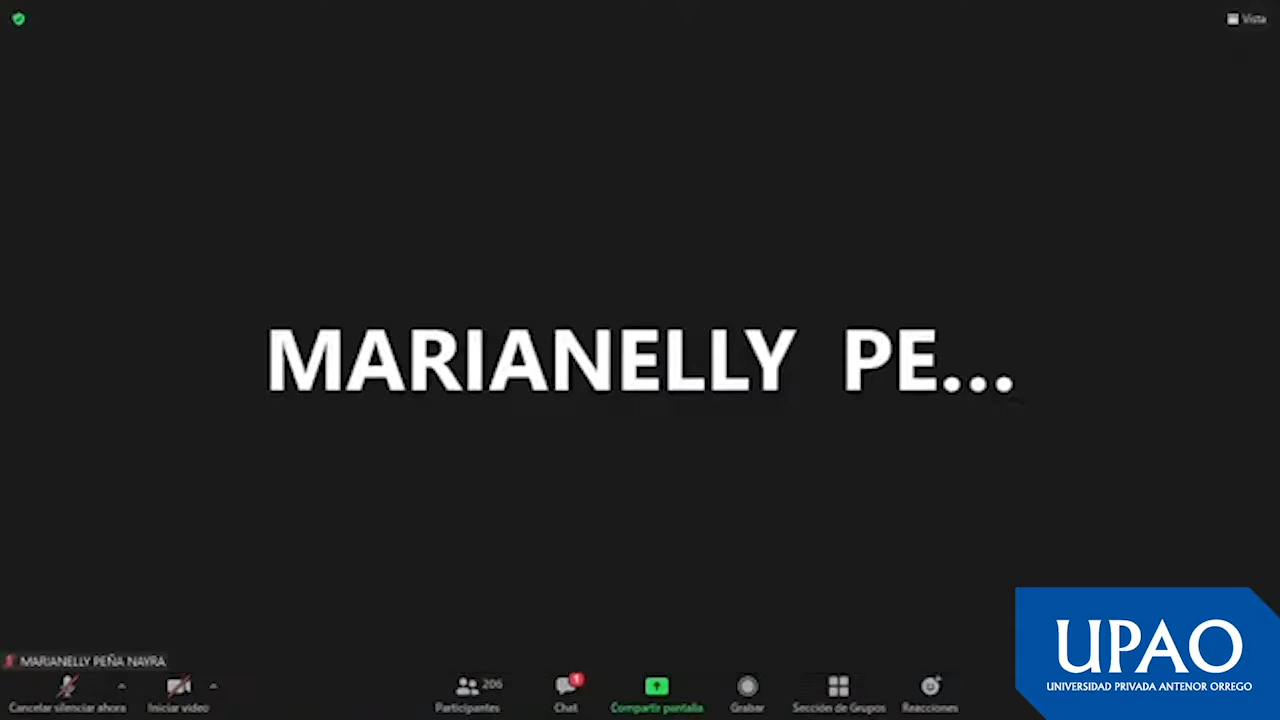 Vista
MARIANELLY PE...
MARIANELLY PEÑA NAYRA
Cancelar silenciar ahora
Iniciar video
206
Participantes
1
Chat
Compartir pantalla
Grabar
Sección de Grupos
Reacciones
UPAO
UNIVERSIDAD PRIVADA ANTENOR ORREGO